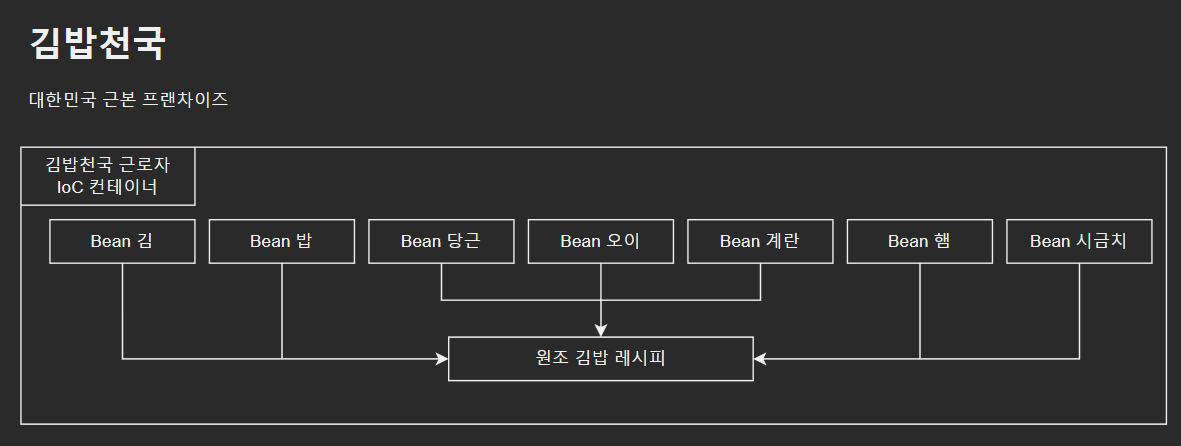 김밥천국
대한민국 근본 프랜차이즈
김밥천국 근로자
IoC 컨테이너
Bean 김
Bean 밥
Bean 당근
Bean 오이
Bean 계란
Bean 햄
Bean 시금치
원조 김밥 레시피